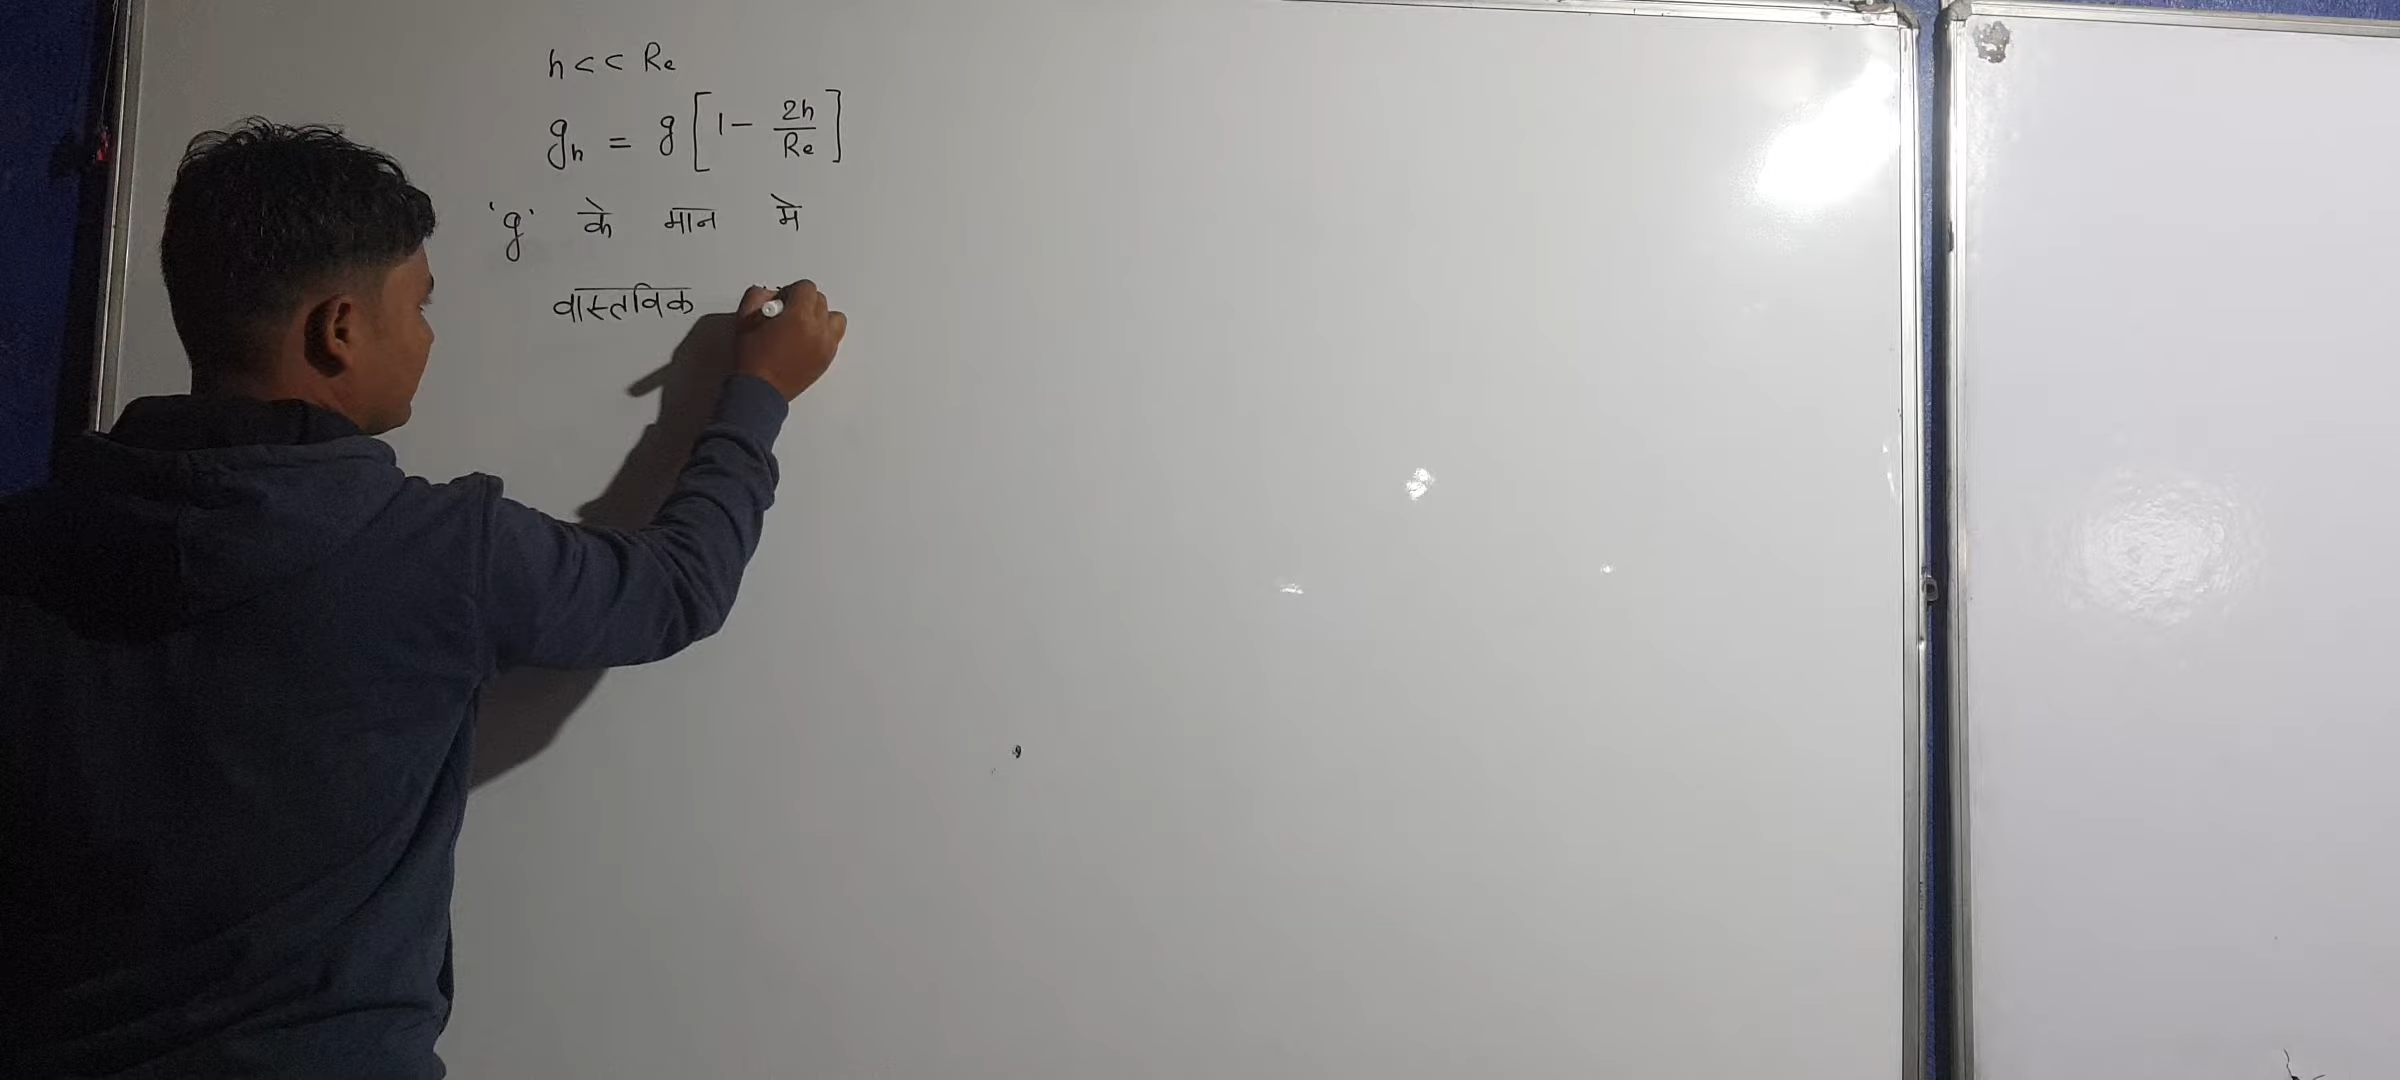 h << Re
gh = g[1 - 2h/Re]
'g' के मान मे
वास्तविक